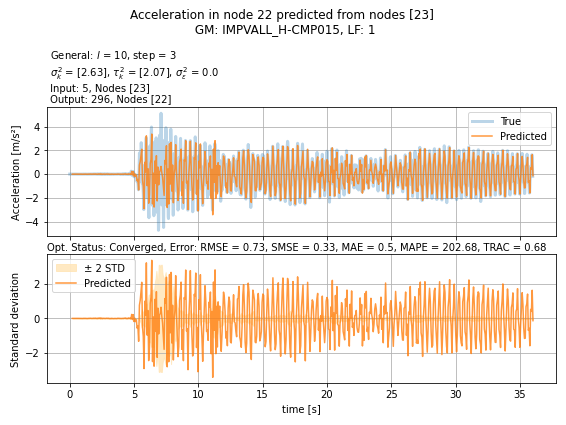 Acceleration in node 22 predicted from nodes [23]
GM: IMPVALL_H-CMP015, LF: 1
General: l = 10, step = 3
σ²ₖ = [2.63], τ²ₖ = [2.07], σ²ε = 0.0
Input: 5, Nodes [23]
Output: 296, Nodes [22]
True
Predicted
Acceleration [m/s²]
4
2
0
−2
−4
Opt. Status: Converged, Error: RMSE = 0.73, SMSE = 0.33, MAE = 0.5, MAPE = 202.68, TRAC = 0.68
± 2 STD
Predicted
Standard deviation
2
0
−2
0 5 10 15 20 25 30 35
time [s]